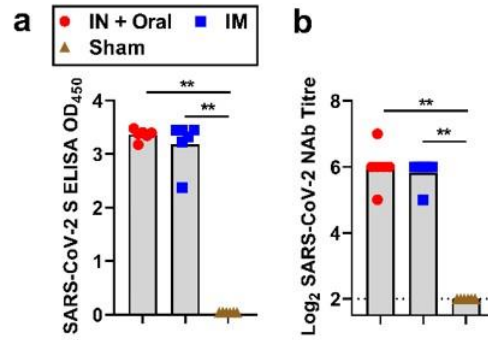 a
IN + Oral IM
Sham
SARS-CoV-2 S ELISA OD450
4
3
2
1
0
**
**
b
Log2 SARS-CoV-2 NAb Titre
8
6
4
2
**
**